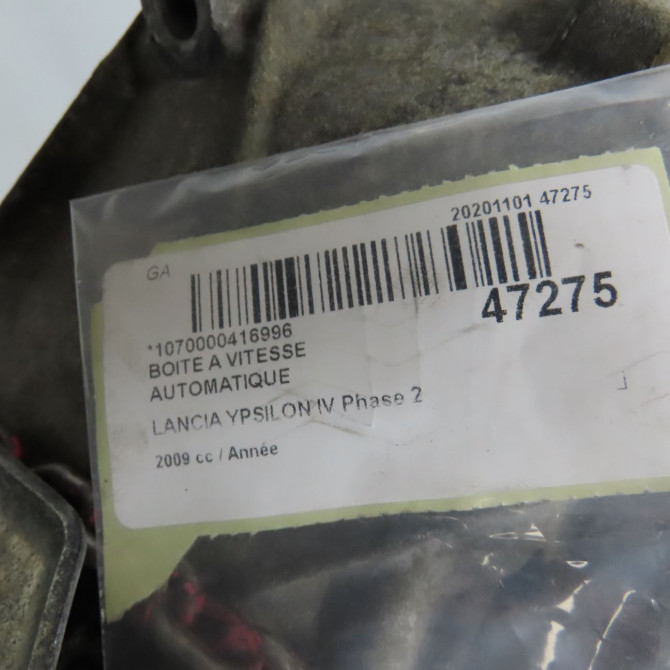 20201101 47275
GA
47275
*1070000416996
BOITE A VITESSE
AUTOMATIQUE
LANCIA YPSILON IV Phase 2
2009 cc / Année